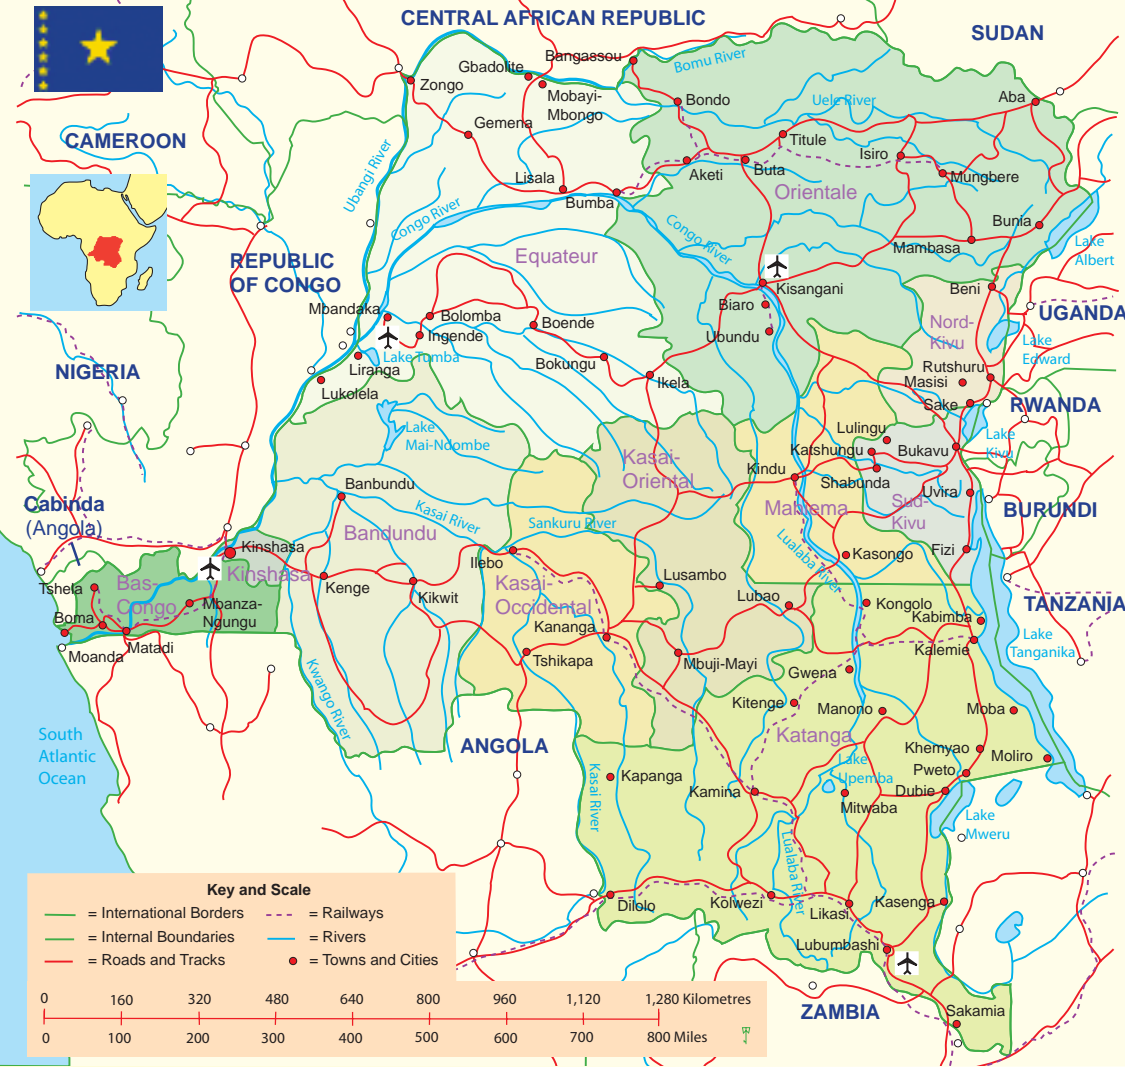 CENTRAL AFRICAN REPUBLIC
SUDAN
Bangassou
Bomu River
Gbadolite
Zongo
Mobayi-
Mbongo
Bondo
Uele River
Aba
CAMEROON
Gemena
Titule
Isiro
Ubangi River
Lisala
Aketi
Buta
Mungbere
Orientale
Bumba
Congo River
Congo River
Bunia
Mambasa
Lake
Albert
REPUBLIC
OF CONGO
Equateur
Kisangani
Beni
Mbandaka
Bolomba
Biaro
UGANDA
Ingende
Boende
Ubundu
Nord-
Kivu
Lake
Edward
Lake Tumba
Liranga
Bokungu
Rutshuru
NIGERIA
Lukolela
Ikela
Masisi
Sake
RWANDA
Lake
Mai-Ndombe
Lulingu
Lake
Kivu
Katshungu
Bukavu
Kasai-
Oriental
Kindu
Shabunda
Banbundu
Uvira
Cabinda
(Angola)
Kasai River
Maniema
Sud-
Kivu
BURUNDI
Bandundu
Sankuru River
Lualaba River
Kinshasa
Fizi
Ilebo
Kasongo
Kinshasa
Tshela
Bas-
Congo
Kenge
Kikwit
Kasai-
Occidental
Lusambo
Lubao
Mbanza-
Ngungu
Kongolo
TANZANIA
Boma
Kananga
Kabimba
Matadi
Moanda
Kalemie
Lake
Tanganika
Tshikapa
Mbuji-Mayi
Gwena
Kwango River
Kitenge
Manono
Moba
South
Atlantic
Ocean
ANGOLA
Katanga
Khemyao
Moliro
Lake
Upemba
Pweto
Kasai River
Kapanga
Kamina
Dubie
Mitwaba
Lake
Mweru
Lualaba River
Key and Scale
Dilolo
Kolwezi
Likasi
Kasenga
= International Borders
= Railways
= Internal Boundaries
= Rivers
= Roads and Tracks
= Towns and Cities
Lubumbashi
0 160 320 480 640 800 960 1,120 1,280 Kilometres
0 100 200 300 400 500 600 700 800 Miles
ZAMBIA
Sakamia